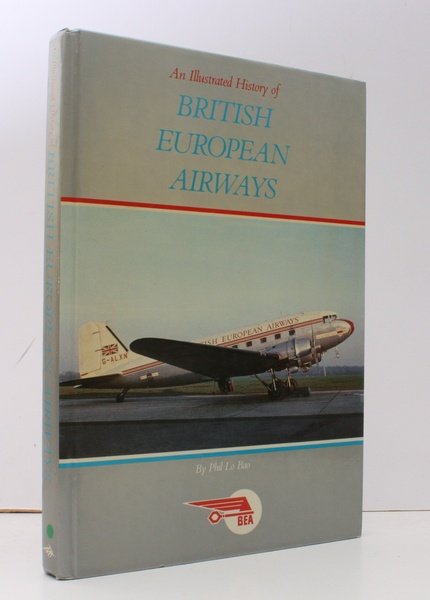 An Illustrated History of
BRITISH
EUROPEAN
AIRWAYS
BRITISH EUROPEAN AIRWAYS
G-ALXN
By Phil Lo Bao
BEA